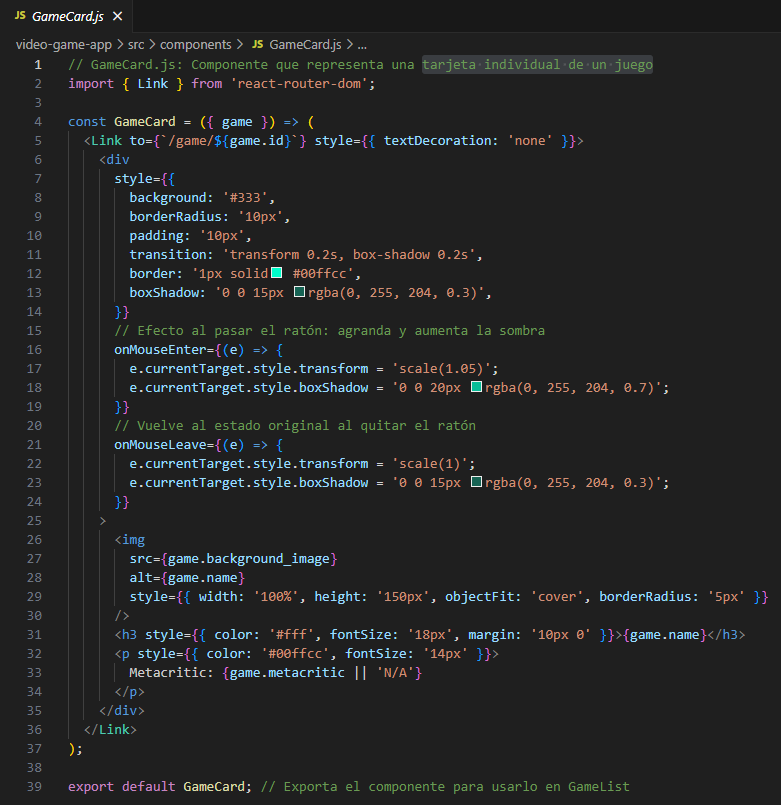 JS GameCard.js ×
video-game-app > src > components > JS GameCard.js > ...
1 // GameCard.js: Componente que representa una tarjeta individual de un juego
2 import { Link } from 'react-router-dom';
3
4 const GameCard = ({ game }) => (
5   <Link to={`/game/${game.id}`} style={{ textDecoration: 'none' }}>
6     <div
7       style={{
8         background: '#333',
9         borderRadius: '10px',
10         padding: '10px',
11         transition: 'transform 0.2s, box-shadow 0.2s',
12         border: '1px solid #00ffcc',
13         boxShadow: '0 0 15px rgba(0, 255, 204, 0.3)',
14       }}
15       // Efecto al pasar el ratón: agranda y aumenta la sombra
16       onMouseEnter={(e) => {
17         e.currentTarget.style.transform = 'scale(1.05)';
18         e.currentTarget.style.boxShadow = '0 0 20px rgba(0, 255, 204, 0.7)';
19       }}
20       // Vuelve al estado original al quitar el ratón
21       onMouseLeave={(e) => {
22         e.currentTarget.style.transform = 'scale(1)';
23         e.currentTarget.style.boxShadow = '0 0 15px rgba(0, 255, 204, 0.3)';
24       }}
25     >
26       <img
27         src={game.background_image}
28         alt={game.name}
29         style={{ width: '100%', height: '150px', objectFit: 'cover', borderRadius: '5px' }}
30       />
31       <h3 style={{ color: '#fff', fontSize: '18px', margin: '10px 0' }}>{game.name}</h3>
32       <p style={{ color: '#00ffcc', fontSize: '14px' }}>
33         Metacritic: {game.metacritic || 'N/A'}
34       </p>
35     </div>
36   </Link>
37 );
38
39 export default GameCard; // Exporta el componente para usarlo en GameList